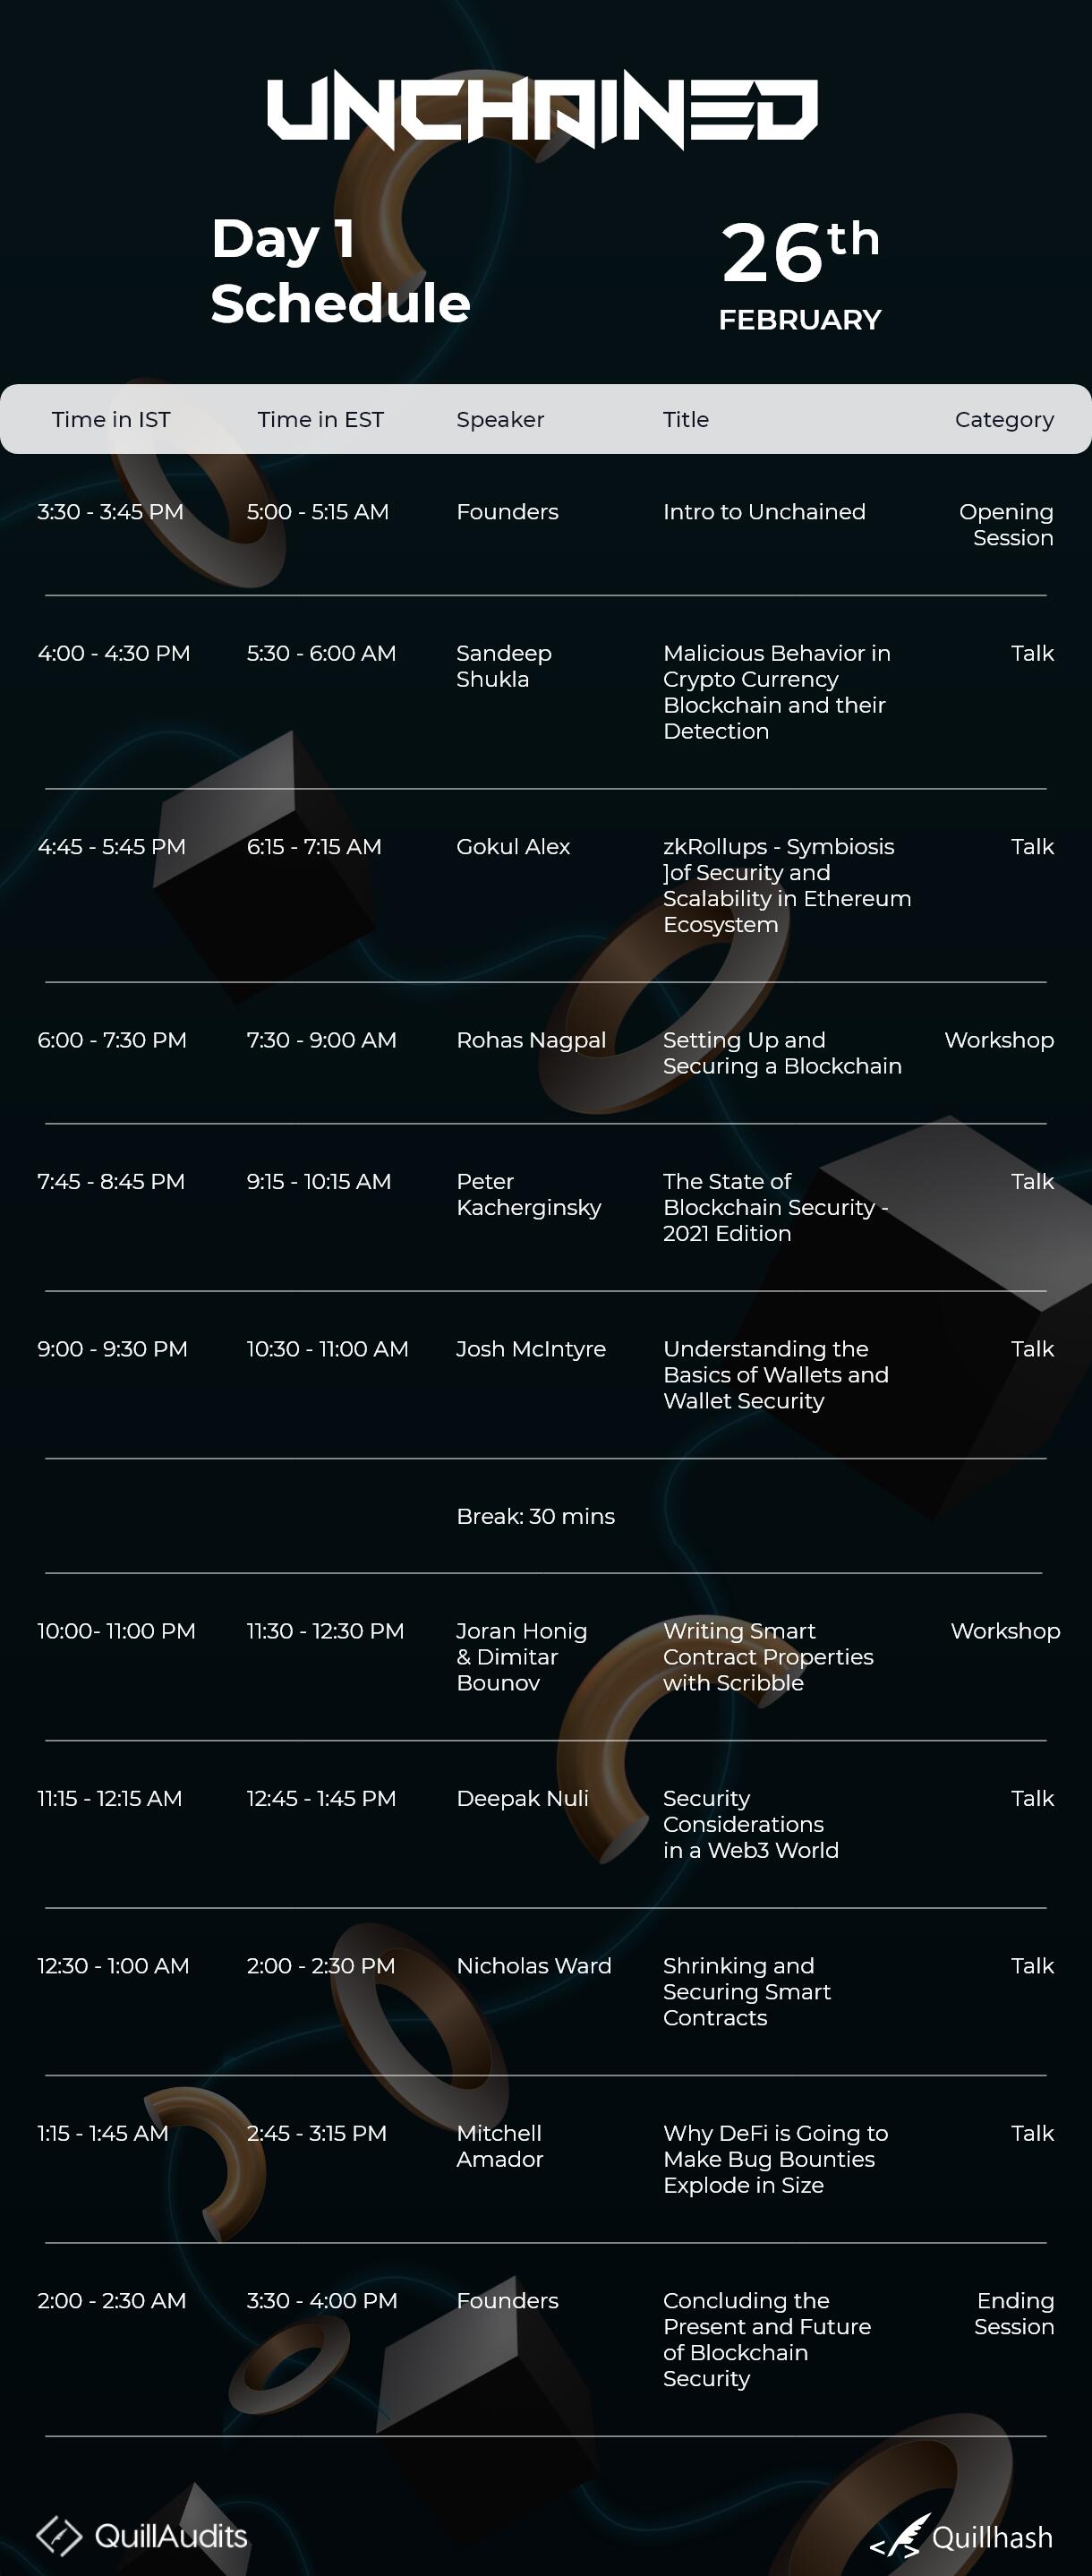 UNCHAINED
Day 1
Schedule
26th
FEBRUARY
Time in IST Time in EST Speaker Title Category
3:30 - 3:45 PM 5:00 - 5:15 AM Founders Intro to Unchained Opening
Session
4:00 - 4:30 PM 5:30 - 6:00 AM Sandeep Malicious Behavior in Talk
Shukla Crypto Currency
Blockchain and their
Detection
4:45 - 5:45 PM 6:15 - 7:15 AM Gokul Alex zkRollups - Symbiosis Talk
]of Security and
Scalability in Ethereum
Ecosystem
6:00 - 7:30 PM 7:30 - 9:00 AM Rohas Nagpal Setting Up and Workshop
Securing a Blockchain
7:45 - 8:45 PM 9:15 - 10:15 AM Peter The State of Talk
Kacherginsky Blockchain Security -
2021 Edition
9:00 - 9:30 PM 10:30 - 11:00 AM Josh McIntyre Understanding the Talk
Basics of Wallets and
Wallet Security
Break: 30 mins
10:00- 11:00 PM 11:30 - 12:30 PM Joran Honig Writing Smart Workshop
& Dimitar Contract Properties
Bounov with Scribble
11:15 - 12:15 AM 12:45 - 1:45 PM Deepak Nuli Security Talk
Considerations
in a Web3 World
12:30 - 1:00 AM 2:00 - 2:30 PM Nicholas Ward Shrinking and Talk
Securing Smart
Contracts
1:15 - 1:45 AM 2:45 - 3:15 PM Mitchell Why DeFi is Going to Talk
Amador Make Bug Bounties
Explode in Size
2:00 - 2:30 AM 3:30 - 4:00 PM Founders Concluding the Ending
Present and Future Session
of Blockchain
Security
QuillAudits Quillhash